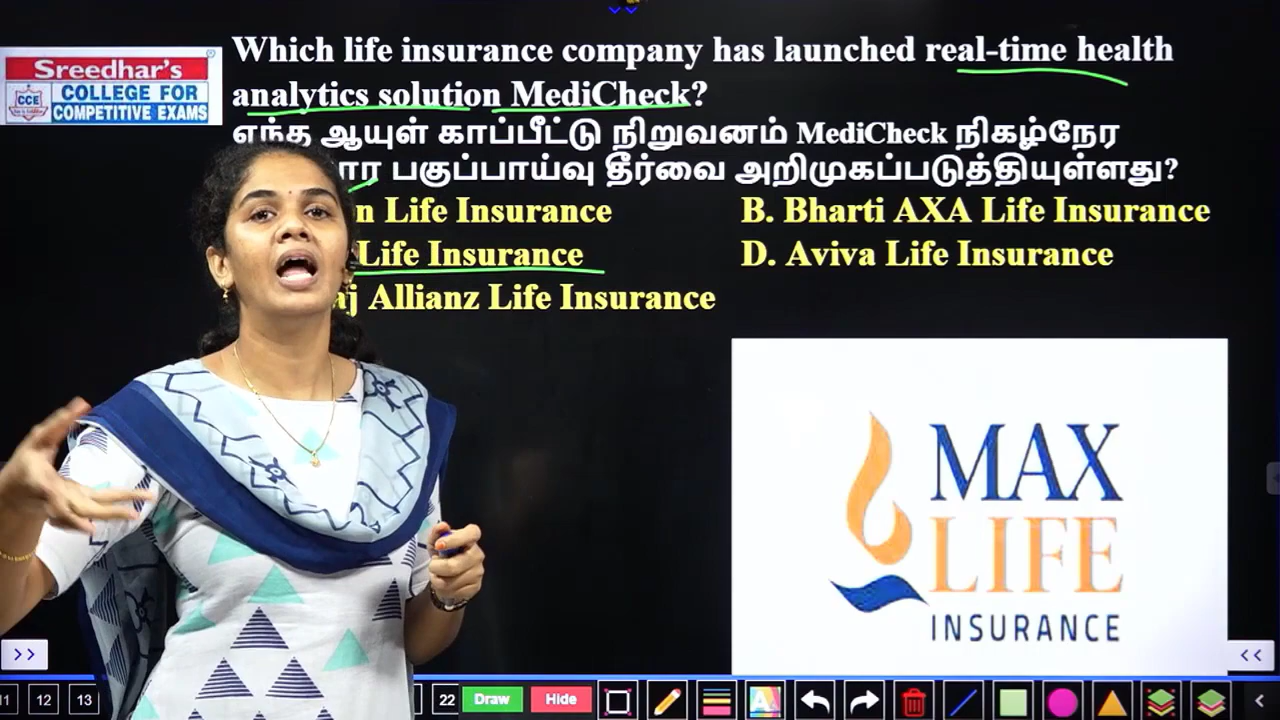 Which life insurance company has launched real-time health
analytics solution MediCheck?
Sreedhar's
CCE
COLLEGE FOR
COMPETITIVE EXAMS
எந்த ஆயுள் காப்பீட்டு நிறுவனம் MediCheck நிகழ்நேர
பகுப்பாய்வு தீர்வை அறிமுகப்படுத்தியுள்ளது?
Life Insurance
B. Bharti AXA Life Insurance
Life Insurance
D. Aviva Life Insurance
Allianz Life Insurance
MAX
LIFE
INSURANCE
>>
<<
11 12 13 22 Draw Hide